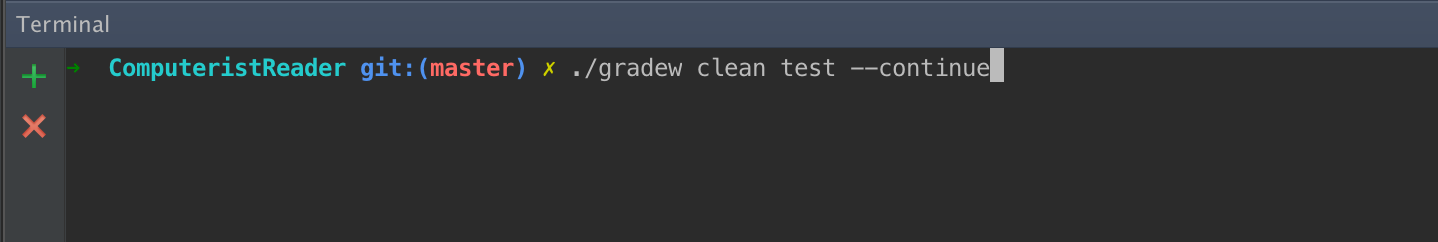 Terminal
➜ ComputeristReader git:(master) ✗ ./gradew clean test --continue